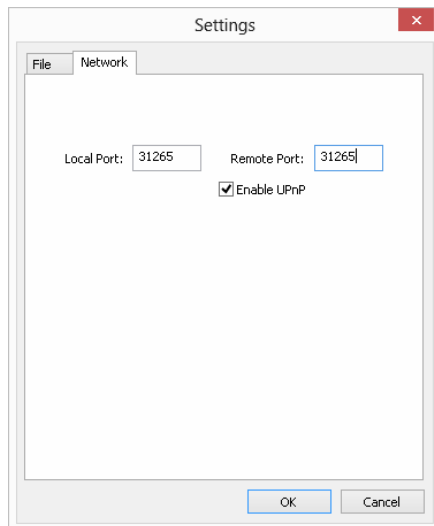 Settings
File Network
Local Port: 31265 Remote Port: 31265
Enable UPnP
OK Cancel